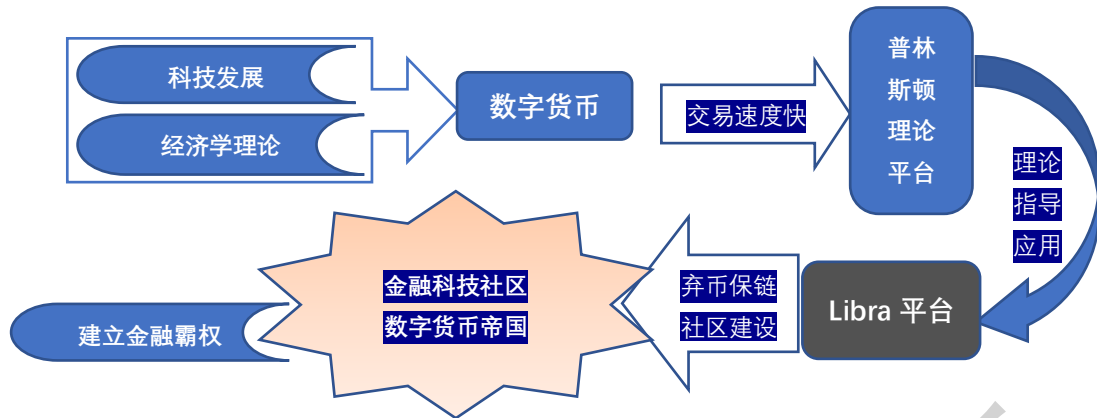 科技发展
经济学理论
数字货币
交易速度快
普林
斯顿
理论
平台
理论
指导
应用
Libra 平台
弃币保链
社区建设
金融科技社区
数字货币帝国
建立金融霸权